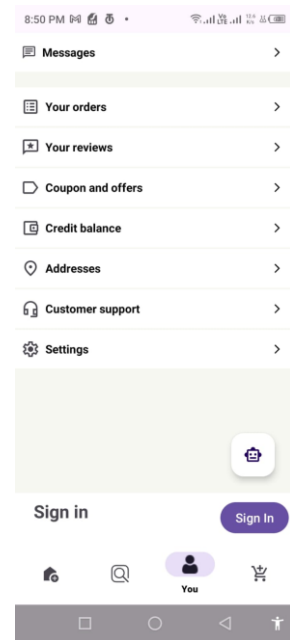 8:50 PM
Messages
Your orders
Your reviews
Coupon and offers
Credit balance
Addresses
Customer support
Settings
Sign in
Sign In
You